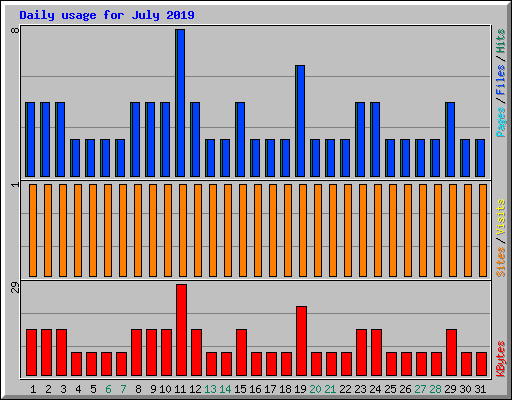 Daily usage for July 2019
8
Pages/Files/Hits
1
Sites/Visits
29
KBytes
1 2 3 4 5 6 7 8 9 10 11 12 13 14 15 16 17 18 19 20 21 22 23 24 25 26 27 28 29 30 31